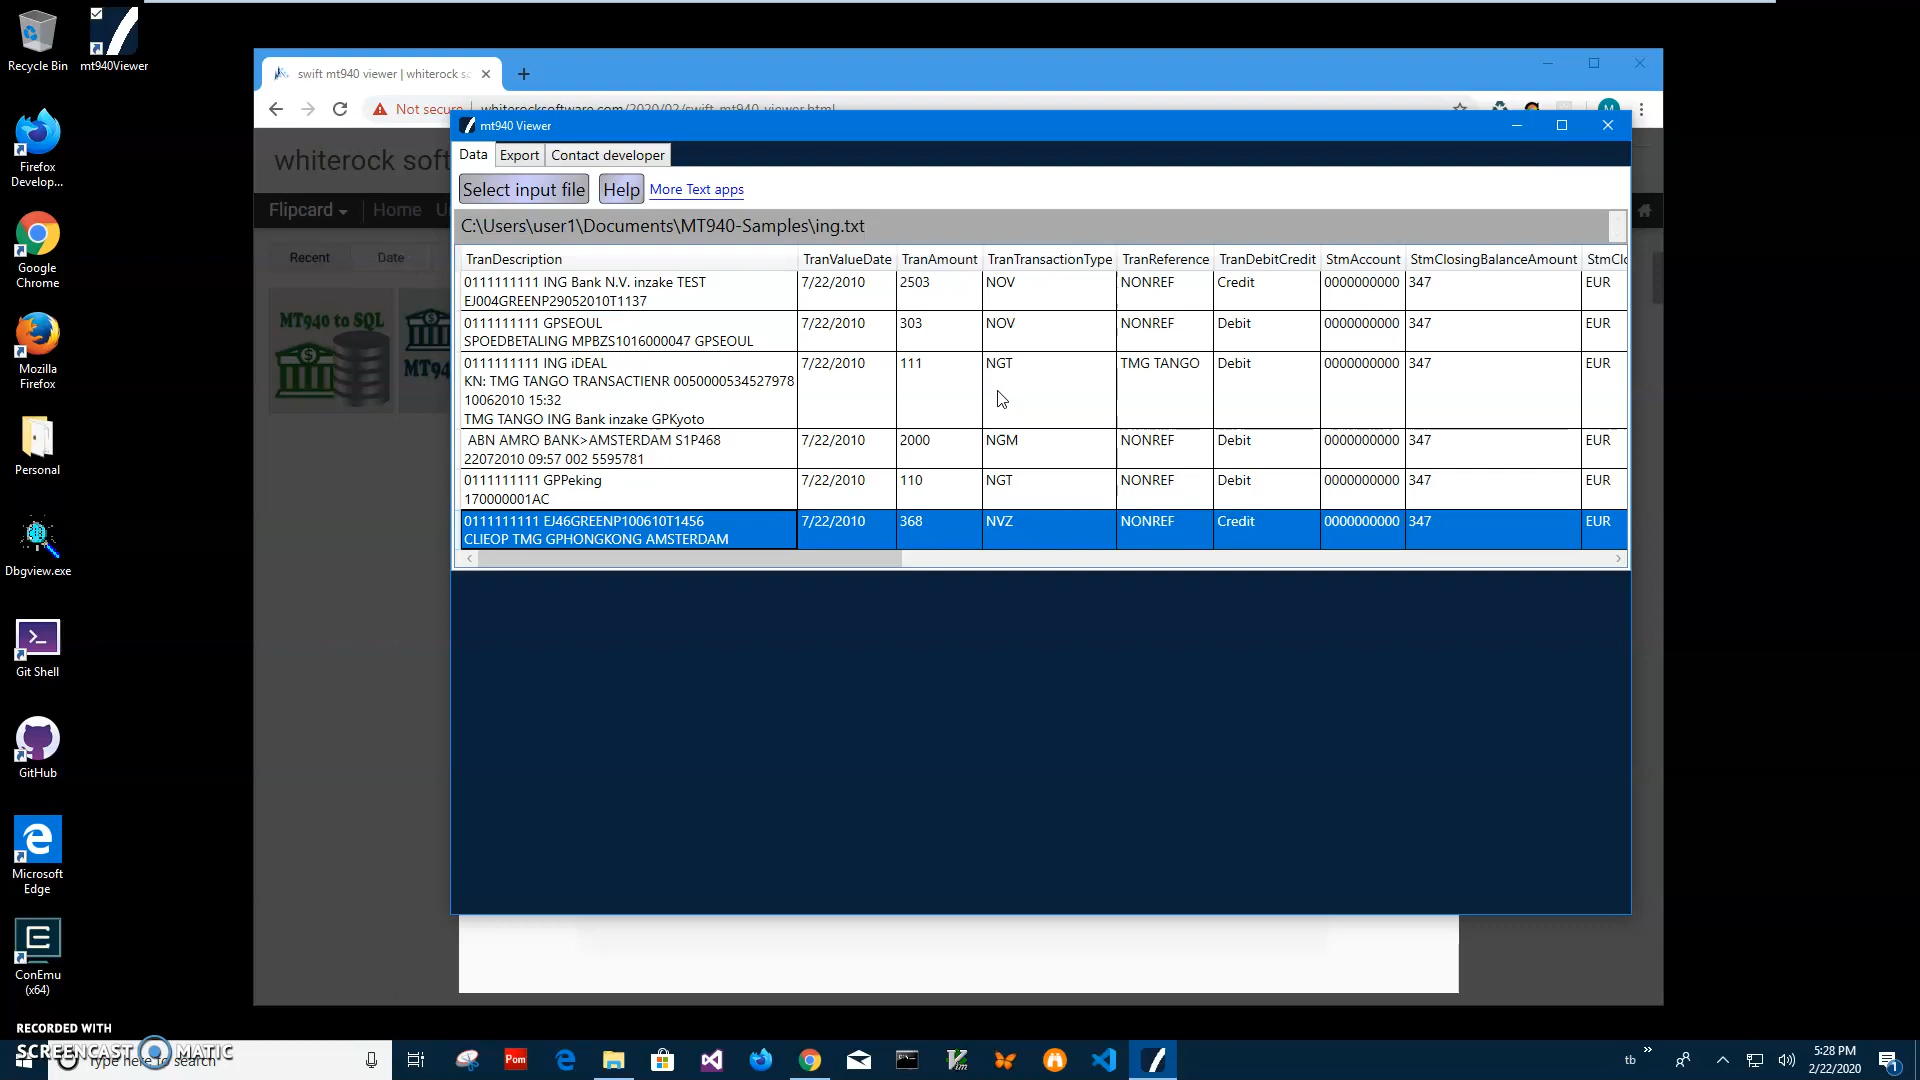 Recycle Bin
mt940Viewer
Firefox
Develop...
Google
Chrome
Mozilla
Firefox
Personal
Dbgview.exe
Git Shell
GitHub
Microsoft
Edge
ConEmu
(x64)
swift mt940 viewer | whiterock sc
Not secure
whiterocksoftware.com/2020/02/swift-mt940-viewer.html
M
whiterock soft
Flipcard
Home
Recent
Date
MT940 to SQL
mt940 Viewer
Data
Export
Contact developer
Select input file
Help
More Text apps
C:\Users\user1\Documents\MT940-Samples\ing.txt
TranDescription TranValueDate TranAmount TranTransactionType TranReference TranDebitCredit StmAccount StmClosingBalanceAmount StmClo
0111111111 ING Bank N.V. inzake TEST 7/22/2010 2503 NOV NONREF Credit 0000000000 347 EUR
EJ004GREENP29052010T1137
0111111111 GPSEOUL 7/22/2010 303 NOV NONREF Debit 0000000000 347 EUR
SPOEDBETALING MPBZS1016000047 GPSEOUL
0111111111 ING iDEAL 7/22/2010 111 NGT TMG TANGO Debit 0000000000 347 EUR
KN: TMG TANGO TRANSACTIENR 0050000534527978
10062010 15:32
TMG TANGO ING Bank inzake GPKyoto
ABN AMRO BANK>AMSTERDAM S1P468 7/22/2010 2000 NGM NONREF Debit 0000000000 347 EUR
22072010 09:57 002 5595781
0111111111 GPPeking 7/22/2010 110 NGT NONREF Debit 0000000000 347 EUR
170000001AC
0111111111 EJ46GREENP100610T1456 7/22/2010 368 NVZ NONREF Credit 0000000000 347 EUR
CLIEOP TMG GPHONGKONG AMSTERDAM
RECORDED WITH
SCREENCAST MATIC
Type here to search
Pom
tb
5:28 PM
2/22/2020
1